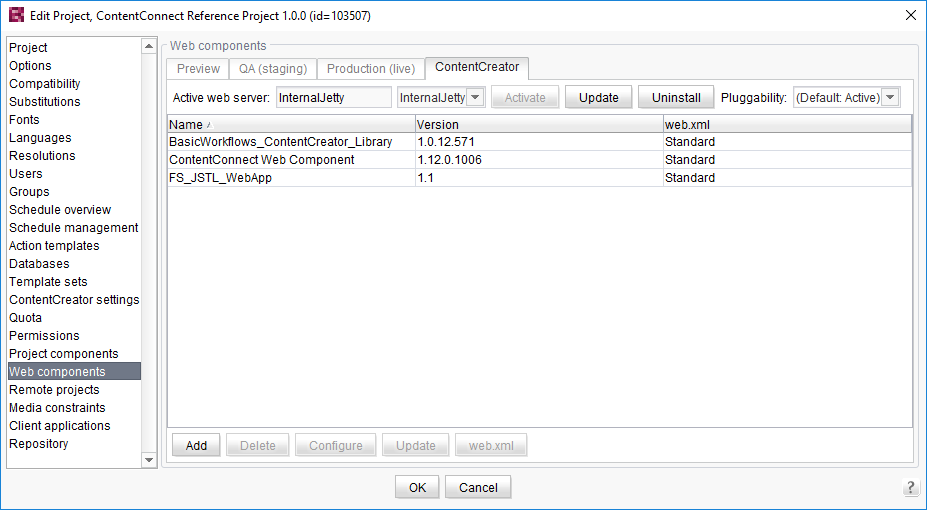 Edit Project, ContentConnect Reference Project 1.0.0 (id=103507)
Project
Options
Compatibility
Substitutions
Fonts
Languages
Resolutions
Users
Groups
Schedule overview
Schedule management
Action templates
Databases
Template sets
ContentCreator settings
Quota
Permissions
Project components
Web components
Remote projects
Media constraints
Client applications
Repository
Web components
Preview QA (staging) Production (live) ContentCreator
Active web server: InternalJetty InternalJetty Activate Update Uninstall Pluggability: (Default: Active)
Name Version web.xml
BasicWorkflows_ContentCreator_Library 1.0.12.571 Standard
ContentConnect Web Component 1.12.0.1006 Standard
FS_JSTL_WebApp 1.1 Standard
Add Delete Configure Update web.xml
OK Cancel ?